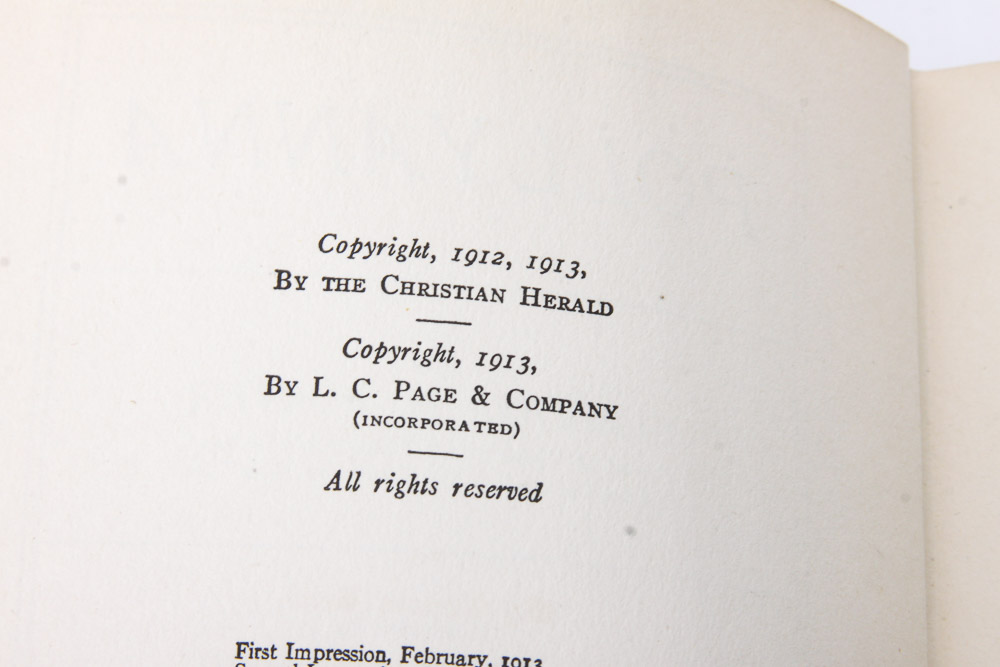 Copyright, 1912, 1913,
By the Christian Herald
Copyright, 1913,
By L. C. Page & Company
(INCORPORATED)
All rights reserved
First Impression, February, 1913